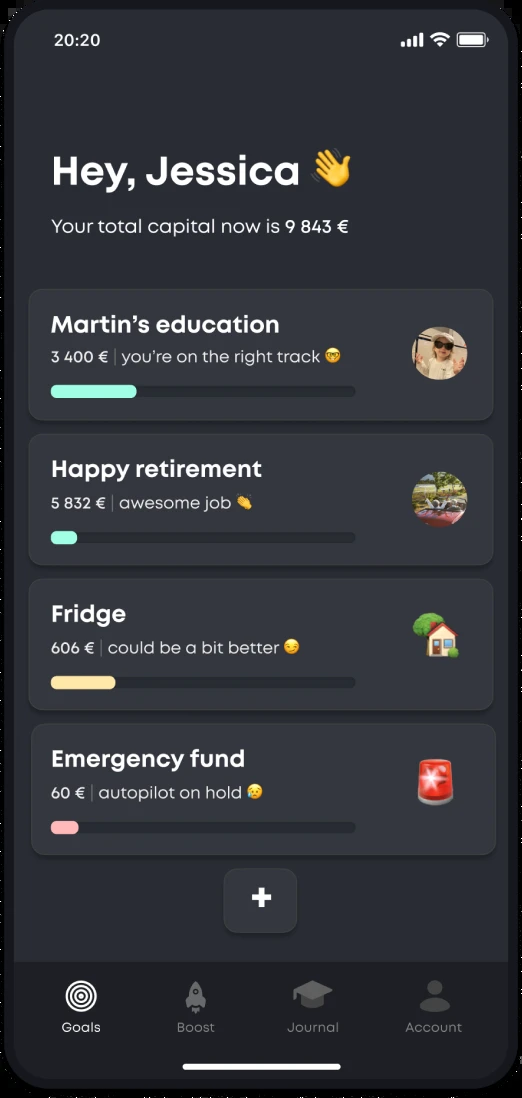 20:20
Hey, Jessica 👋
Your total capital now is 9 843 €
Martin’s education
3 400 € | you’re on the right track 🤓
Happy retirement
5 832 € | awesome job 👏
Fridge
606 € | could be a bit better 😏
Emergency fund
60 € | autopilot on hold 😥
+
Goals
Boost
Journal
Account